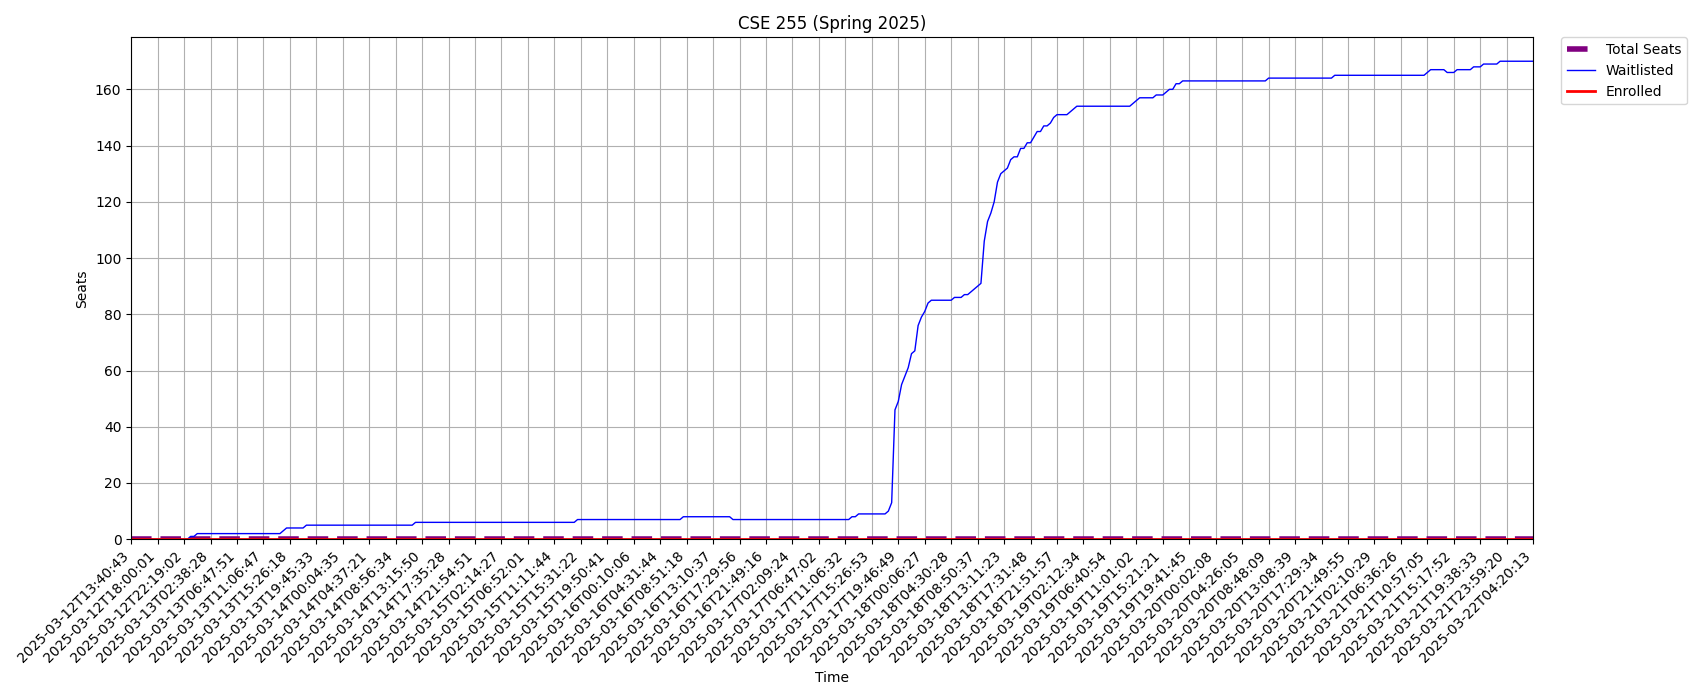 CSE 255 (Spring 2025)
Total Seats
Waitlisted
Enrolled
Seats
160
140
120
100
80
60
40
20
0
2025-03-12T13:40:43
2025-03-12T18:00:01
2025-03-12T22:19:02
2025-03-13T02:38:28
2025-03-13T06:47:51
2025-03-13T11:06:47
2025-03-13T15:26:18
2025-03-13T19:45:33
2025-03-14T00:04:35
2025-03-14T04:37:21
2025-03-14T08:56:34
2025-03-14T13:15:50
2025-03-14T17:35:28
2025-03-14T21:54:51
2025-03-15T02:14:27
2025-03-15T06:52:01
2025-03-15T11:11:44
2025-03-15T15:31:22
2025-03-15T19:50:41
2025-03-16T00:10:06
2025-03-16T04:31:44
2025-03-16T08:51:18
2025-03-16T13:10:37
2025-03-16T17:29:56
2025-03-16T21:49:16
2025-03-17T02:09:24
2025-03-17T06:47:02
2025-03-17T11:06:32
2025-03-17T15:26:53
2025-03-17T19:46:49
2025-03-18T00:06:27
2025-03-18T04:30:28
2025-03-18T08:50:37
2025-03-18T13:11:23
2025-03-18T17:31:48
2025-03-18T21:51:57
2025-03-19T02:12:34
2025-03-19T06:40:54
2025-03-19T11:01:02
2025-03-19T15:21:21
2025-03-19T19:41:45
2025-03-20T00:02:08
2025-03-20T04:26:05
2025-03-20T08:48:09
2025-03-20T13:08:39
2025-03-20T17:29:34
2025-03-20T21:49:55
2025-03-21T02:10:29
2025-03-21T06:36:26
2025-03-21T10:57:05
2025-03-21T15:17:52
2025-03-21T19:38:33
2025-03-21T23:59:20
2025-03-22T04:20:13
Time